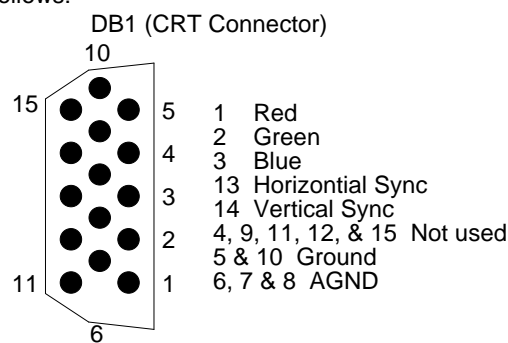 DB1 (CRT Connector)
10
15
5
4
3
2
1
11
6
1 Red
2 Green
3 Blue
13 Horizontial Sync
14 Vertical Sync
4, 9, 11, 12, & 15 Not used
5 & 10 Ground
6, 7 & 8 AGND